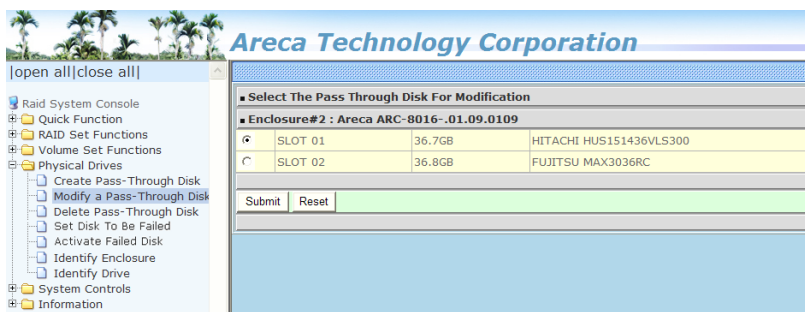 Areca Technology Corporation
|open all|close all|
Raid System Console
Quick Function
RAID Set Functions
Volume Set Functions
Physical Drives
Create Pass-Through Disk
Modify a Pass-Through Disk
Delete Pass-Through Disk
Set Disk To Be Failed
Activate Failed Disk
Identify Enclosure
Identify Drive
System Controls
Information
Select The Pass Through Disk For Modification
Enclosure#2 : Areca ARC-8016-.01.09.0109
SLOT 01 36.7GB HITACHI HUS151436VLS300
SLOT 02 36.8GB FUJITSU MAX3036RC
Submit Reset